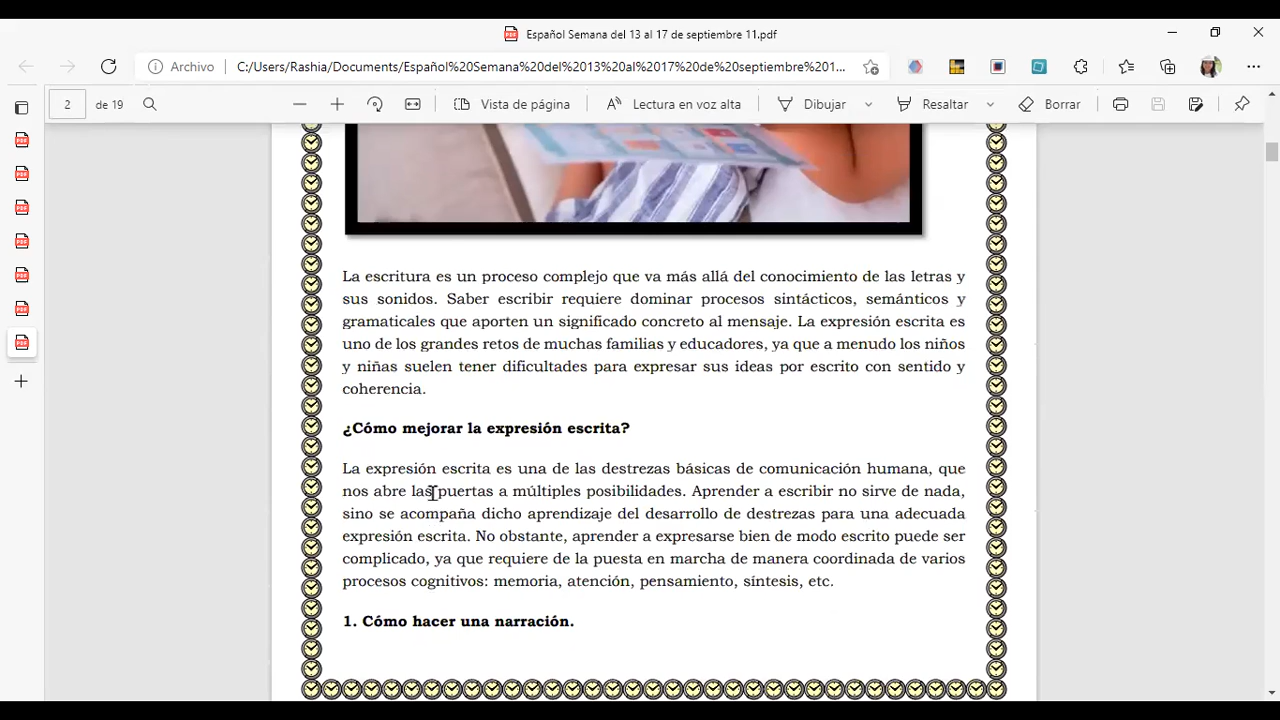 Español Semana del 13 al 17 de septiembre 11.pdf
Archivo C:/Users/Rashia/Documents/Español%20Semana%20del%2013%20al%2017%20de%20septiembre%201...
2 de 19 Vista de página Lectura en voz alta Dibujar Resaltar Borrar
La escritura es un proceso complejo que va más allá del conocimiento de las letras y
sus sonidos. Saber escribir requiere dominar procesos sintácticos, semánticos y
gramaticales que aporten un significado concreto al mensaje. La expresión escrita es
uno de los grandes retos de muchas familias y educadores, ya que a menudo los niños
y niñas suelen tener dificultades para expresar sus ideas por escrito con sentido y
coherencia.
¿Cómo mejorar la expresión escrita?
La expresión escrita es una de las destrezas básicas de comunicación humana, que
nos abre las puertas a múltiples posibilidades. Aprender a escribir no sirve de nada,
sino se acompaña dicho aprendizaje del desarrollo de destrezas para una adecuada
expresión escrita. No obstante, aprender a expresarse bien de modo escrito puede ser
complicado, ya que requiere de la puesta en marcha de manera coordinada de varios
procesos cognitivos: memoria, atención, pensamiento, síntesis, etc.
1. Cómo hacer una narración.